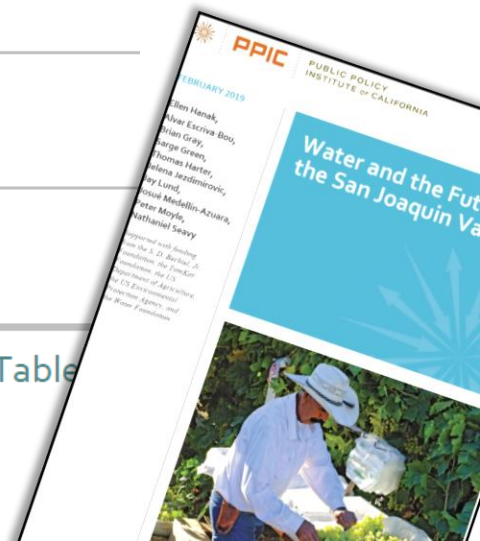 PPIC
PUBLIC POLICY
INSTITUTE OF CALIFORNIA
FEBRUARY 2019
Ellen Hanak,
Alvar Escriva-Bou,
Brian Gray,
Sarge Green,
Thomas Harter,
Jelena Jezdimirovic,
Jay Lund,
Josué Medellín-Azuara,
Peter Moyle,
Nathaniel Seavy
Supported with funding
from the S. D. Bechtel, Jr.
Foundation, the TomKat
Foundation, the US
Department of Agriculture,
the US Environmental
Protection Agency, and
the Water Foundation
Water and the Fut
the San Joaquin Va
Table